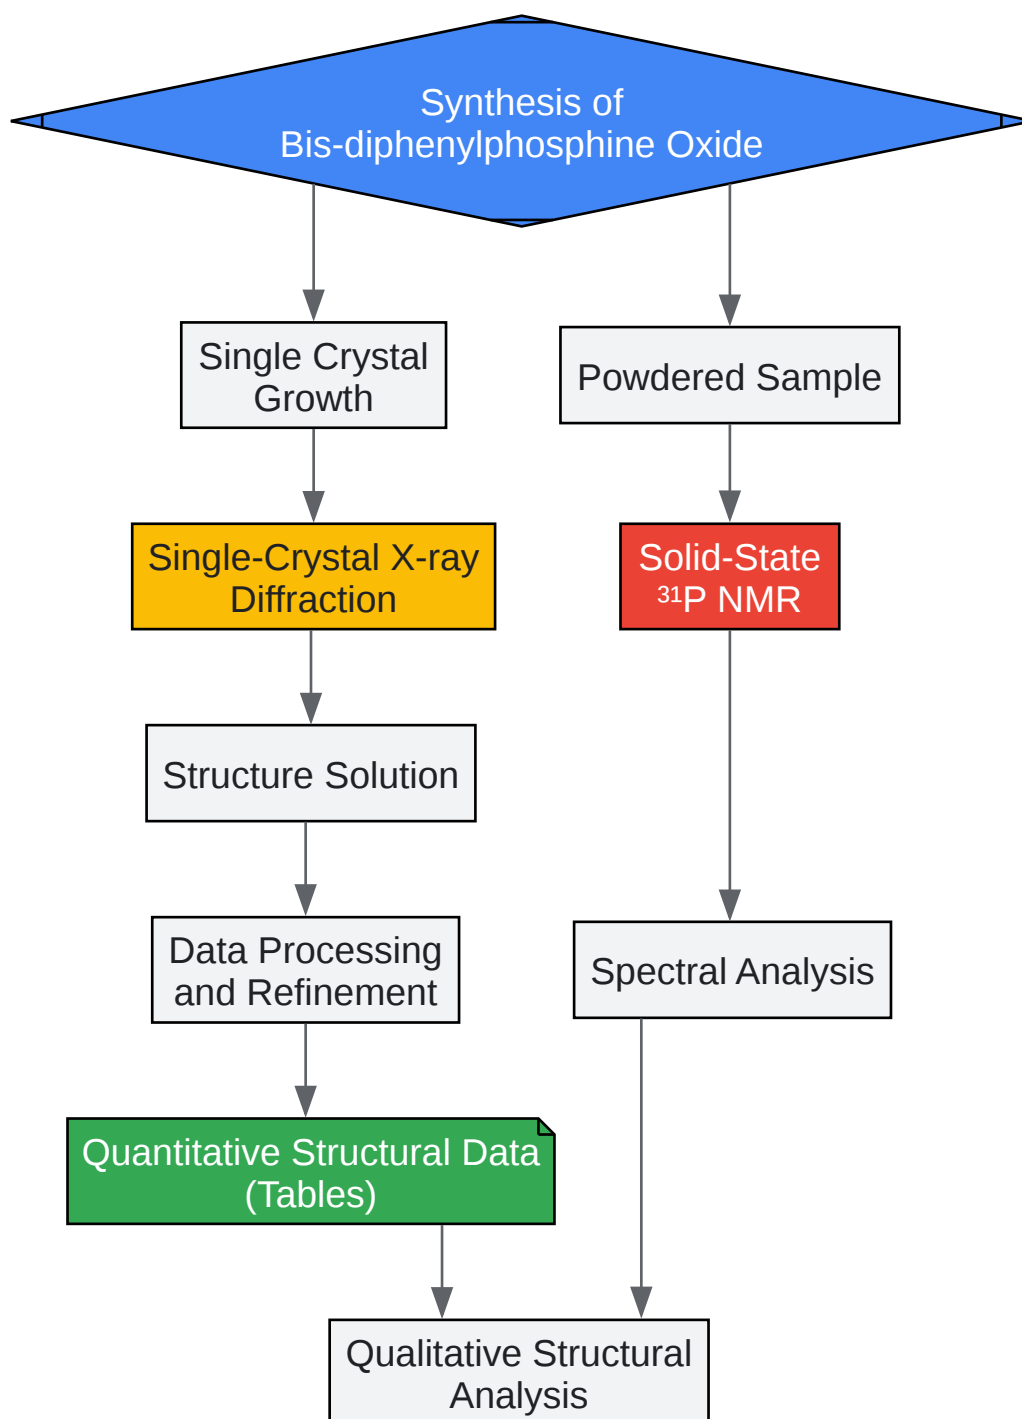 Synthesis of
Bis-diphenylphosphine Oxide
Single Crystal
Growth
Powdered Sample
Single-Crystal X-ray
Diffraction
Solid-State
³¹P NMR
Structure Solution
Data Processing
and Refinement
Spectral Analysis
Quantitative Structural Data
(Tables)
Qualitative Structural
Analysis